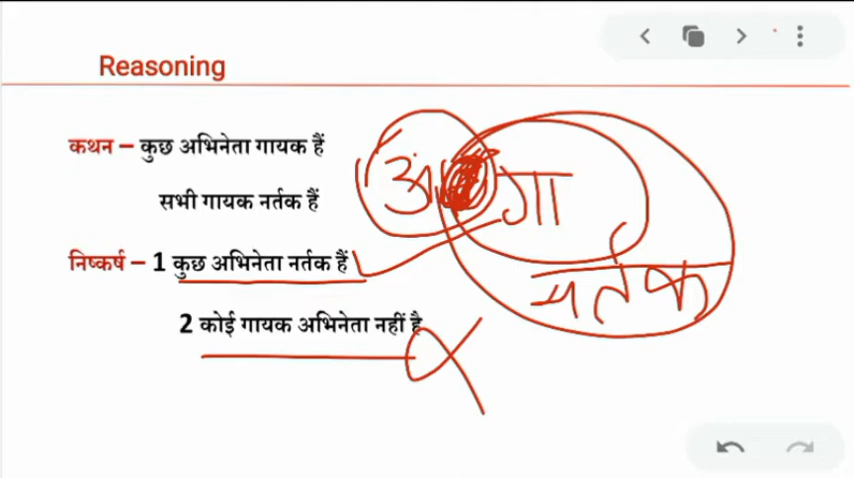 Reasoning
कथन – कुछ अभिनेता गायक हैं
सभी गायक नर्तक हैं
निष्कर्ष – 1 कुछ अभिनेता नर्तक हैं
2 कोई गायक अभिनेता नहीं है
अ
गा
नर्तक